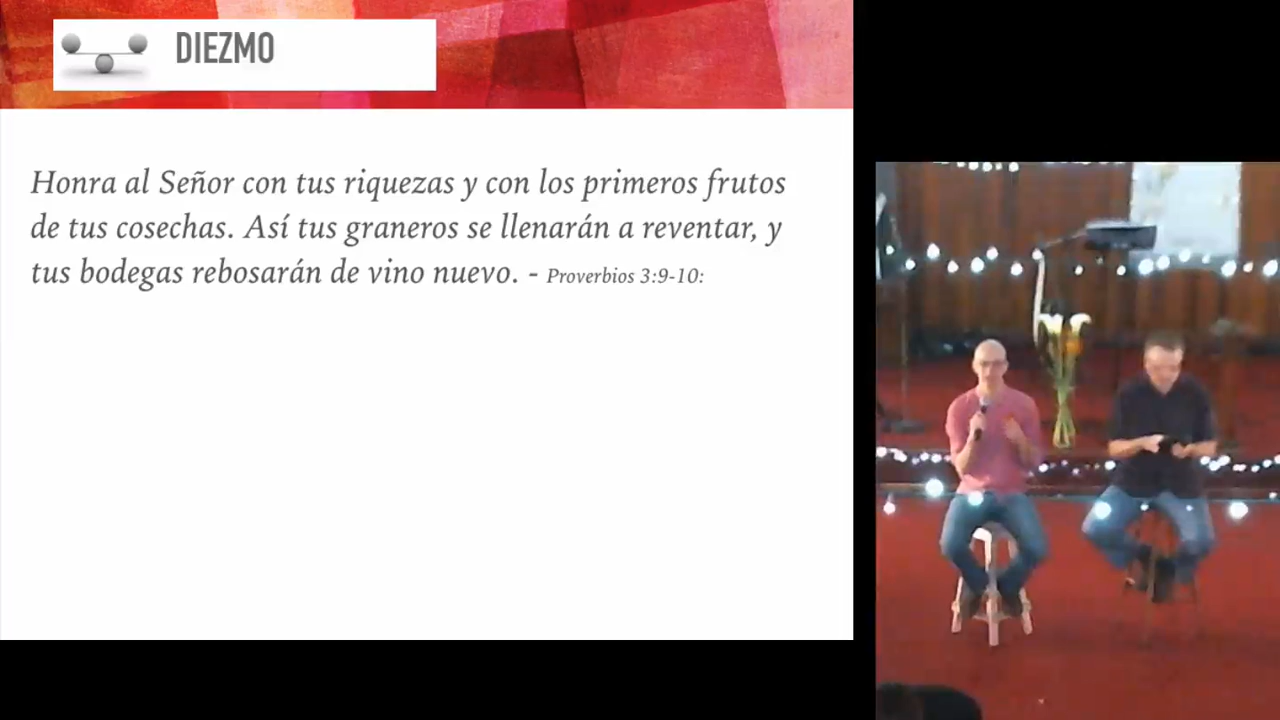 DIEZMO
Honra al Señor con tus riquezas y con los primeros frutos
de tus cosechas. Así tus graneros se llenarán a reventar, y
tus bodegas rebosarán de vino nuevo. - Proverbios 3:9-10: